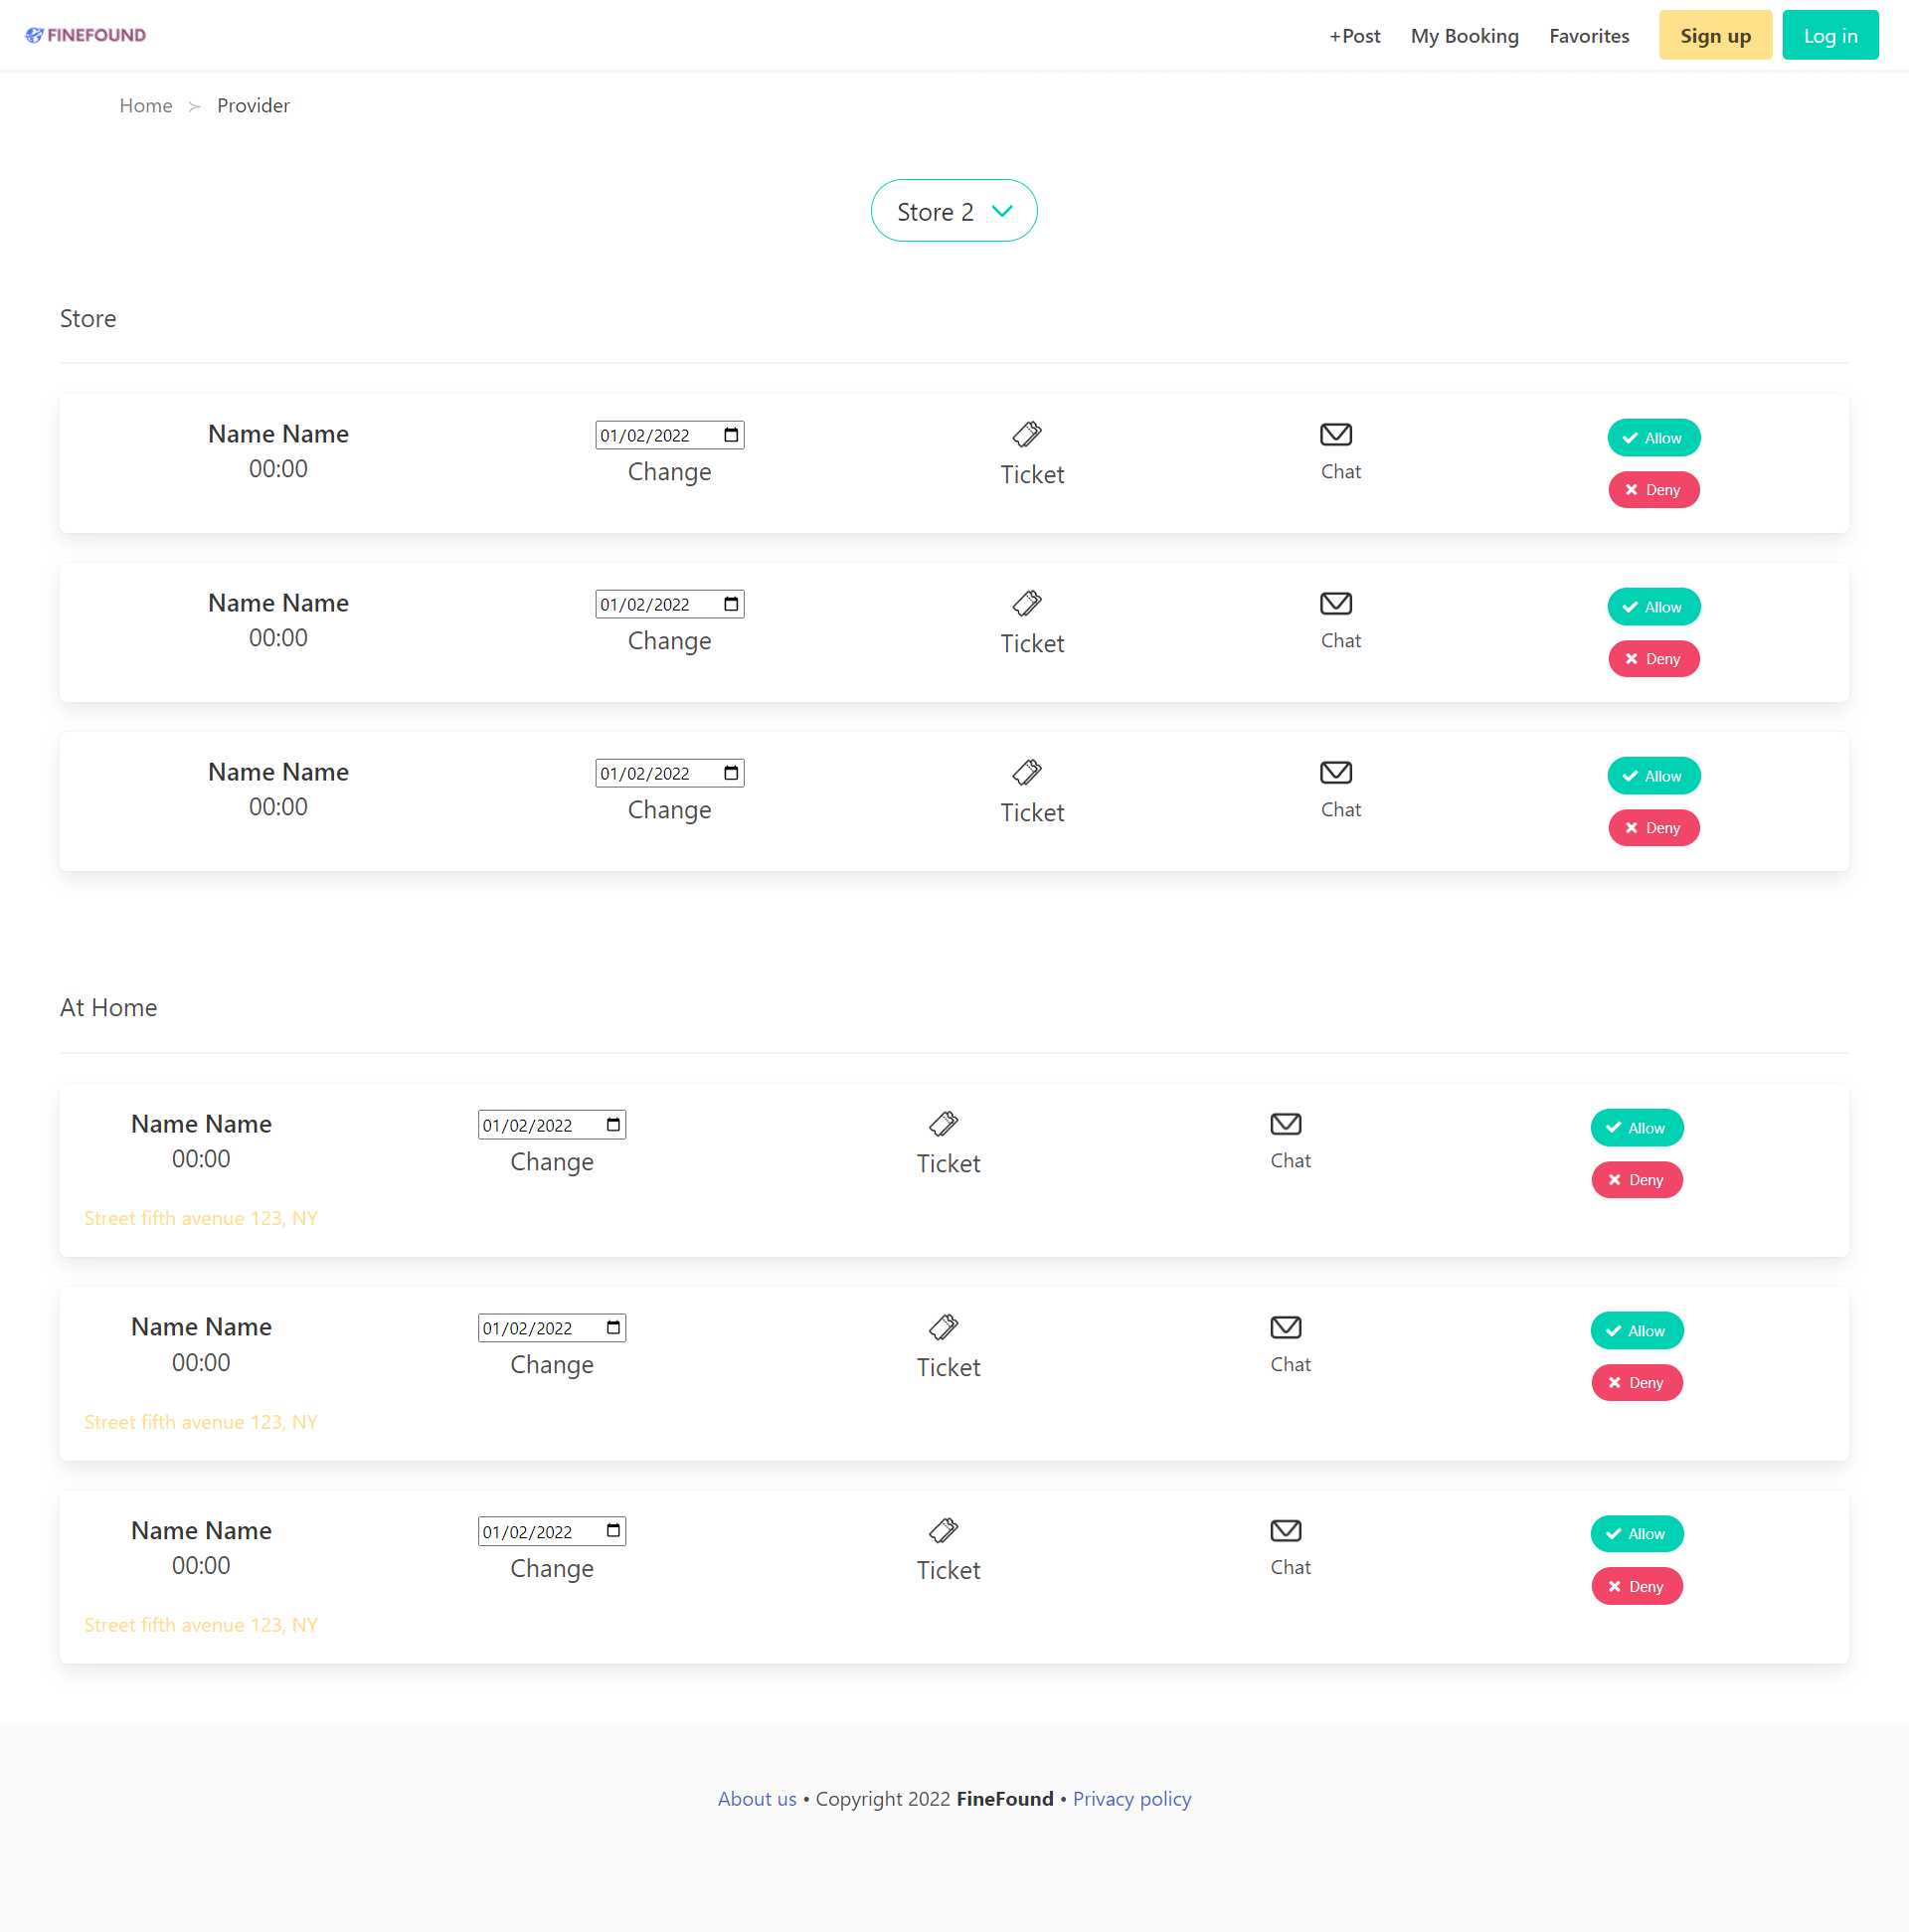 FINEFOUND
+Post My Booking Favorites Sign up Log in
Home > Provider
Store 2
Store
Name Name 01/02/2022 Allow
00:00 Change Ticket Chat Deny
Name Name 01/02/2022 Allow
00:00 Change Ticket Chat Deny
Name Name 01/02/2022 Allow
00:00 Change Ticket Chat Deny
At Home
Name Name 01/02/2022 Allow
00:00 Change Ticket Chat Deny
Street fifth avenue 123, NY
Name Name 01/02/2022 Allow
00:00 Change Ticket Chat Deny
Street fifth avenue 123, NY
Name Name 01/02/2022 Allow
00:00 Change Ticket Chat Deny
Street fifth avenue 123, NY
About us • Copyright 2022 FineFound • Privacy policy